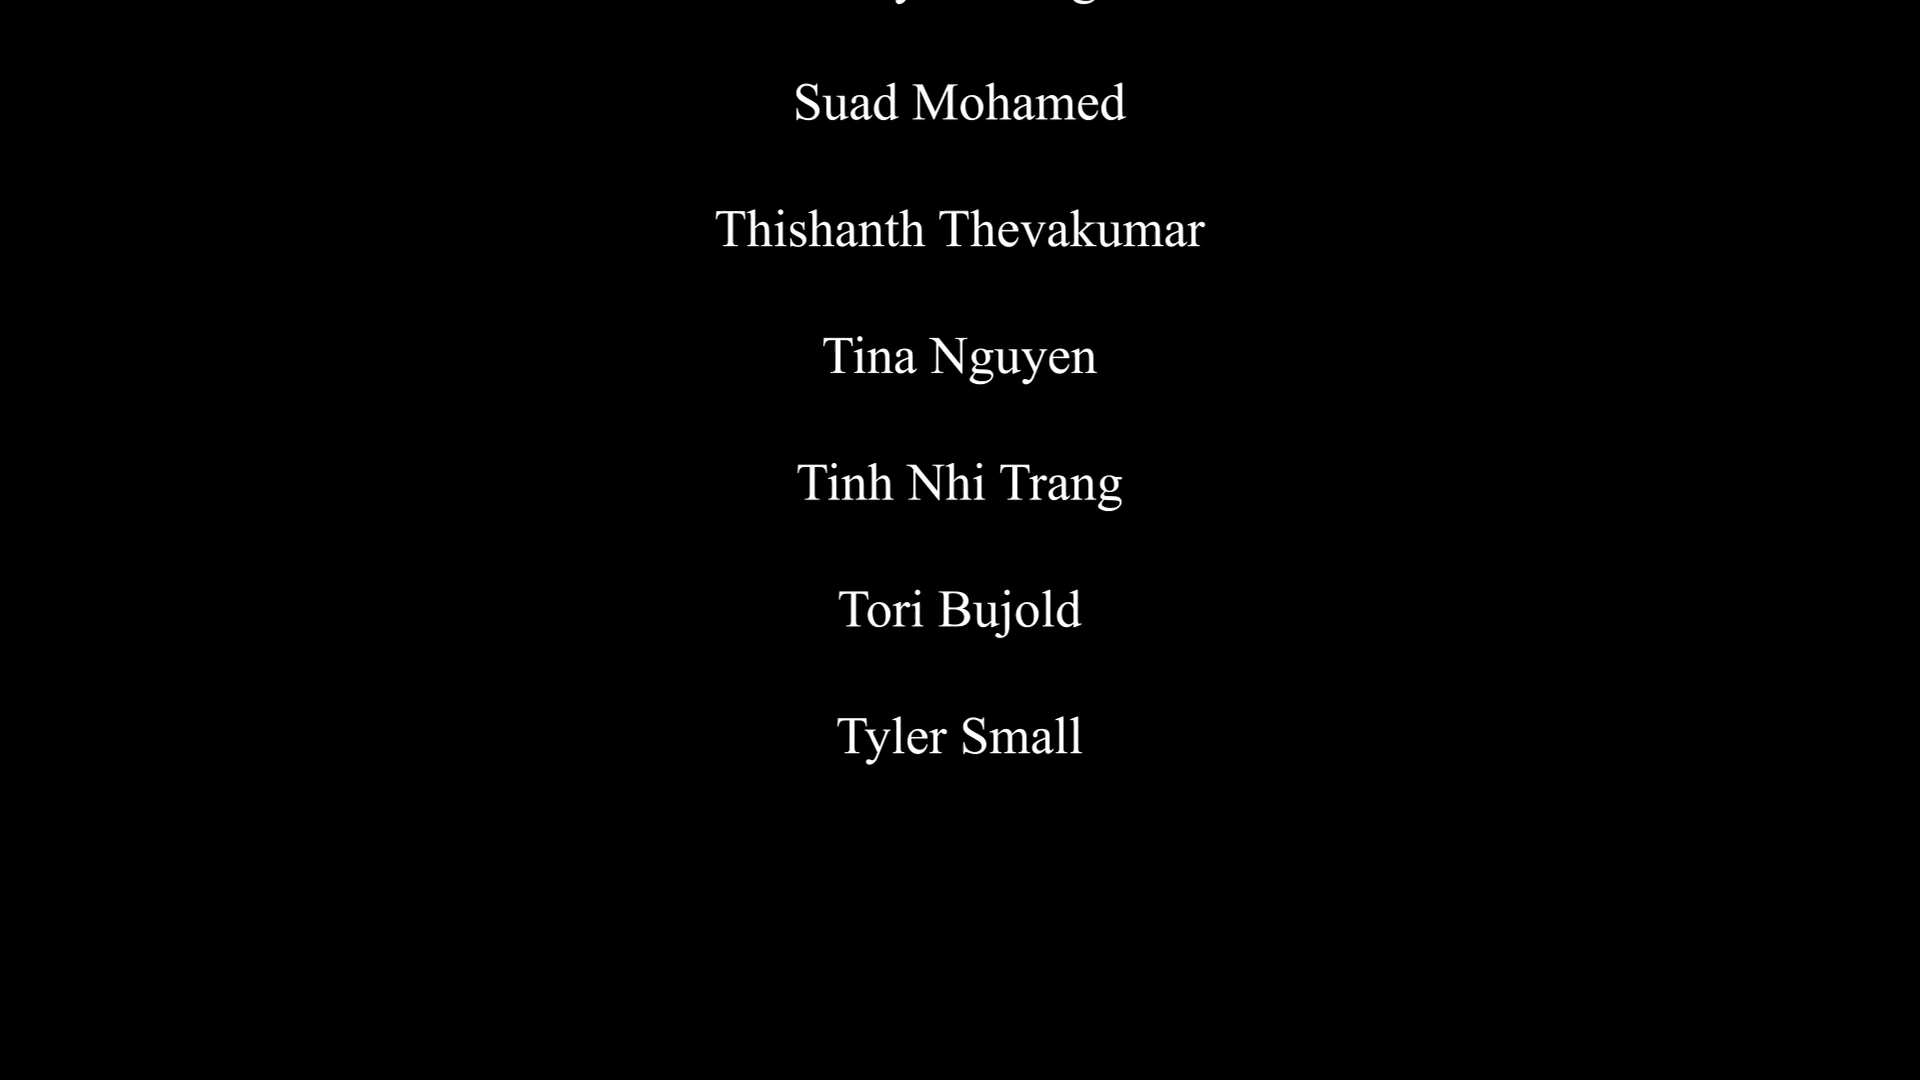 Suad Mohamed
Thishanth Thevakumar
Tina Nguyen
Tinh Nhi Trang
Tori Bujold
Tyler Small